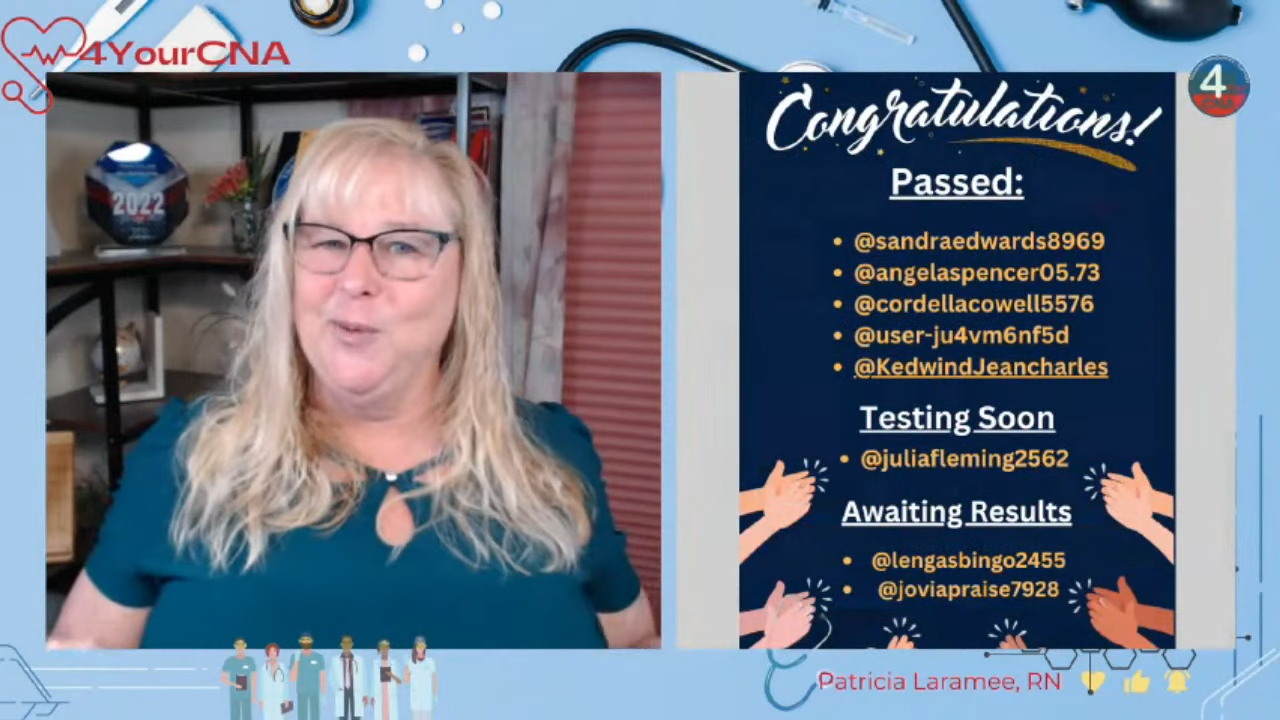 4YourCNA
2022
4
Congratulations!
Passed:
@sandraedwards8969
@angelaspencer05.73
@cordellacowell5576
@user-ju4vm6nf5d
@KedwindJeancharles
Testing Soon
@juliafleming2562
Awaiting Results
@lengasbingo2455
@joviapraise7928
Patricia Laramee, RN